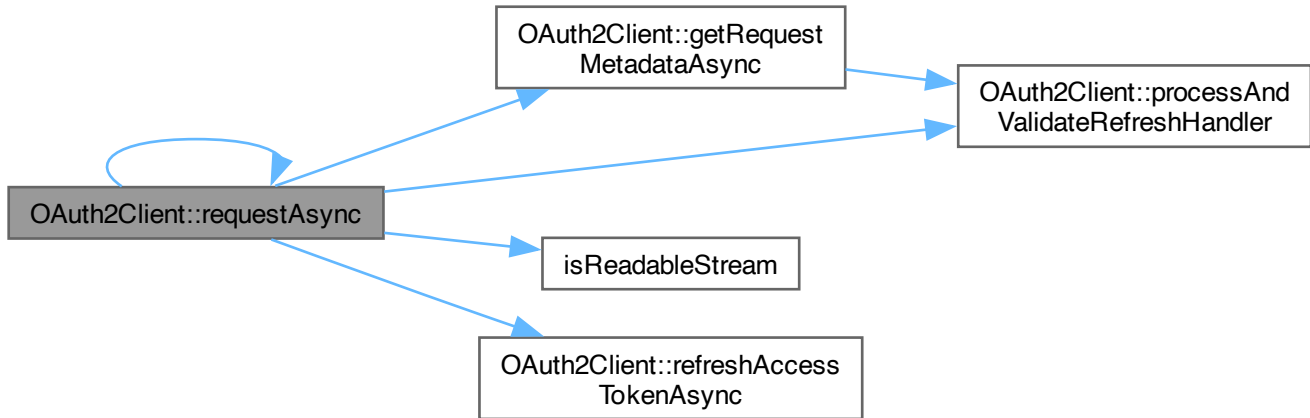 OAuth2Client::getRequest
MetadataAsync
OAuth2Client::processAnd
ValidateRefreshHandler
OAuth2Client::requestAsync
isReadableStream
OAuth2Client::refreshAccess
TokenAsync